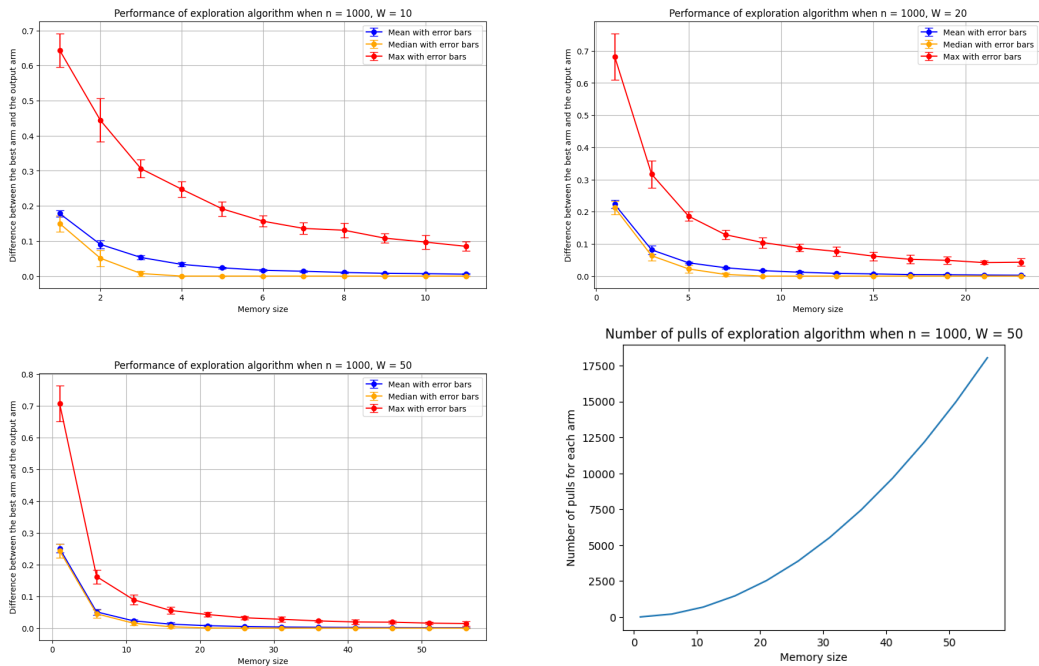 Performance of exploration algorithm when n = 1000, W = 10
Difference between the best arm and the output arm
0.7
0.6
0.5
0.4
0.3
0.2
0.1
0.0
Mean with error bars
Median with error bars
Max with error bars
2
4
6
8
10
Memory size
Performance of exploration algorithm when n = 1000, W = 20
Difference between the best arm and the output arm
0.7
0.6
0.5
0.4
0.3
0.2
0.1
0.0
Mean with error bars
Median with error bars
Max with error bars
0
5
10
15
20
Memory size
Performance of exploration algorithm when n = 1000, W = 50
Difference between the best arm and the output arm
0.8
0.7
0.6
0.5
0.4
0.3
0.2
0.1
0.0
Mean with error bars
Median with error bars
Max with error bars
0
10
20
30
40
50
Memory size
Number of pulls of exploration algorithm when n = 1000, W = 50
Number of pulls for each arm
17500
15000
12500
10000
7500
5000
2500
0
0
10
20
30
40
50
Memory size